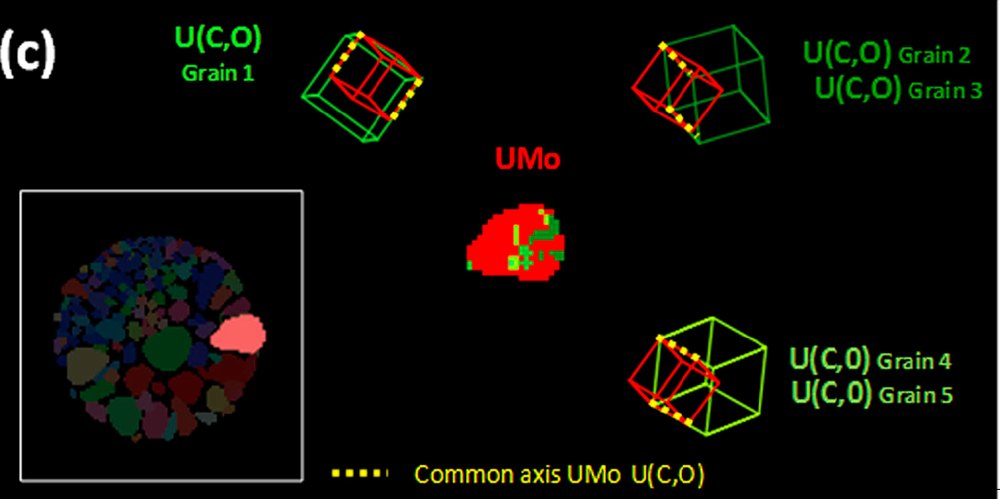 (c)
U(C,O)
Grain 1
U(C,O) Grain 2
U(C,O) Grain 3
UMo
U(C,0) Grain 4
U(C,0) Grain 5
Common axis UMo U(C,O)